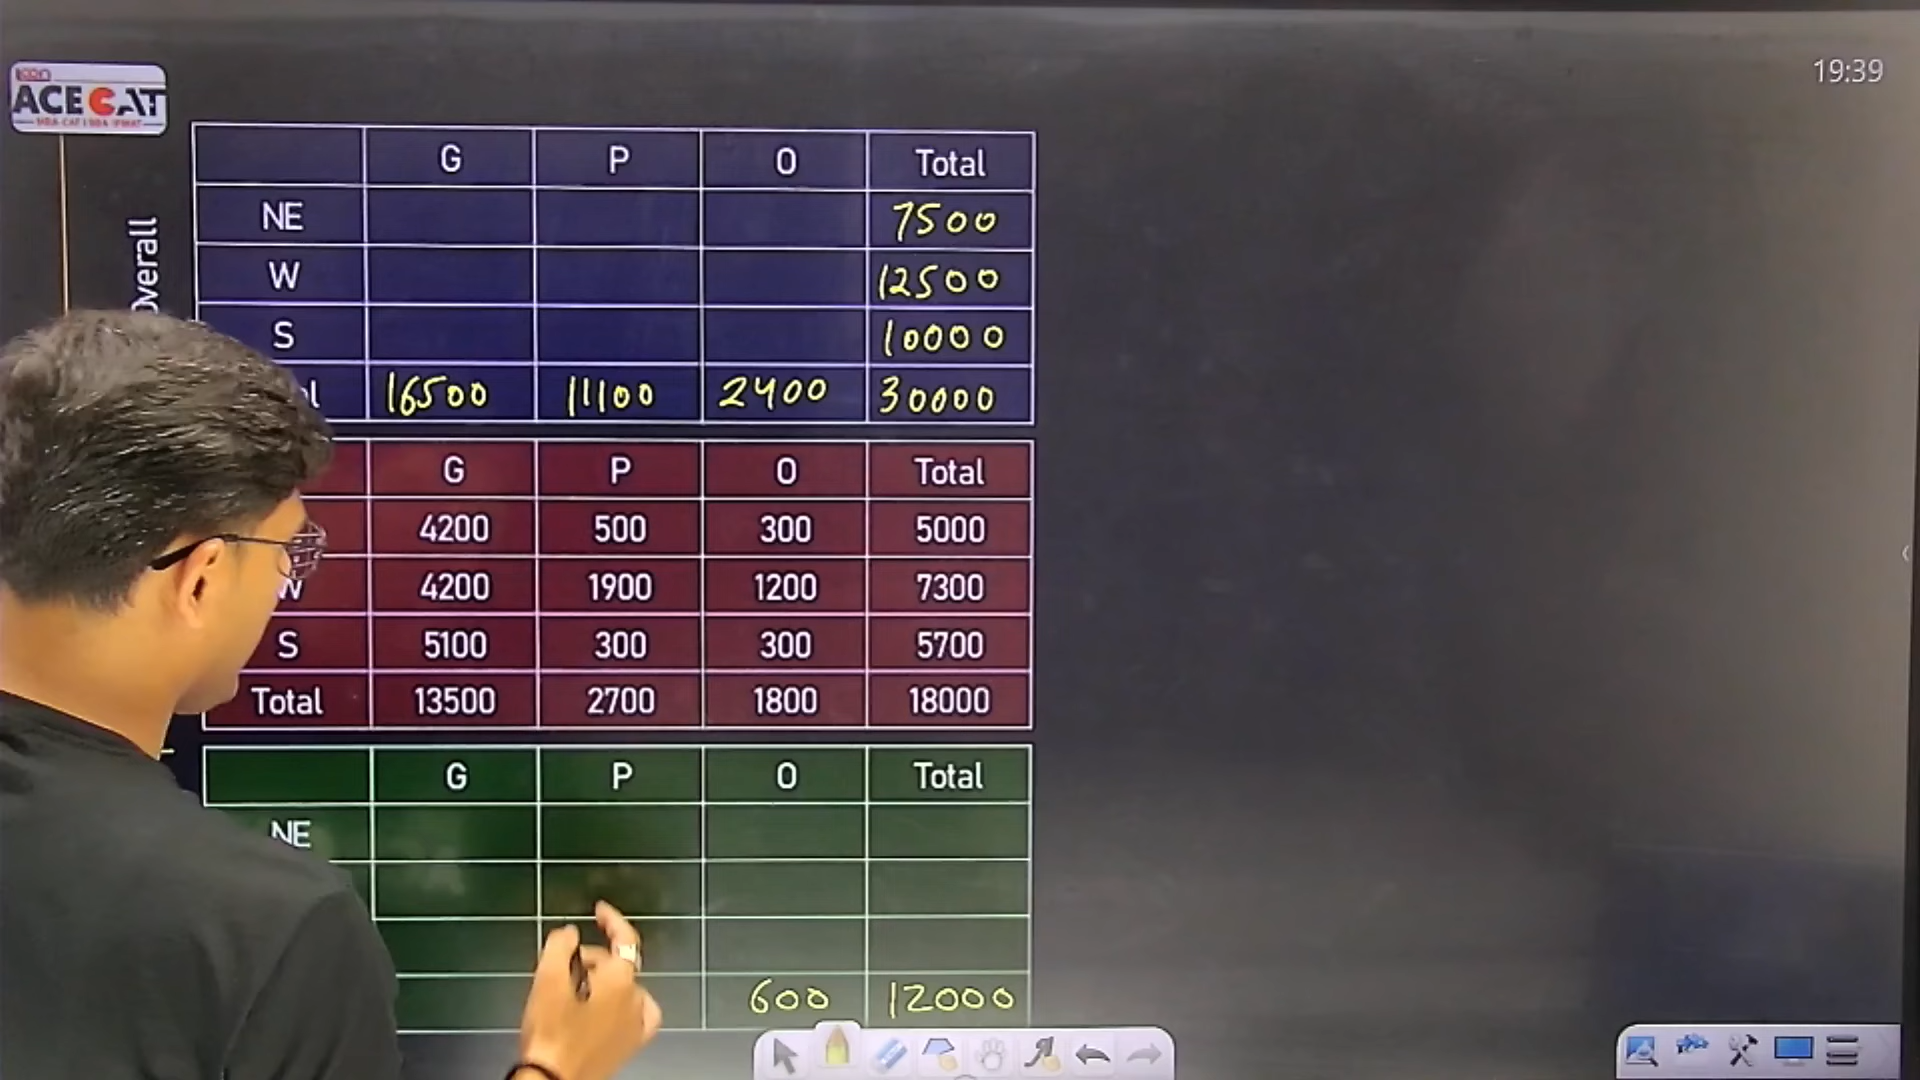 ACE CAT
19:39
G P O Total
NE 7500
W 12500
S 10000
16500 11100 2400 30000
Overall
G P O Total
4200 500 300 5000
W 4200 1900 1200 7300
S 5100 300 300 5700
Total 13500 2700 1800 18000
G P O Total
NE
600 12000